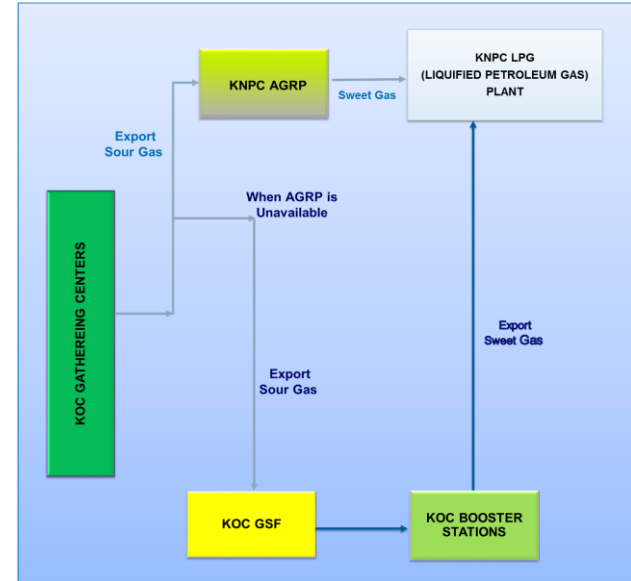 KNPC AGRP
Sweet Gas
KNPC LPG
(LIQUIFIED PETROLEUM GAS)
PLANT
Export
Sour Gas
When AGRP is
Unavailable
KOC GATHEREING CENTERS
Export
Sweet Gas
Export
Sour Gas
KOC GSF
KOC BOOSTER
STATIONS